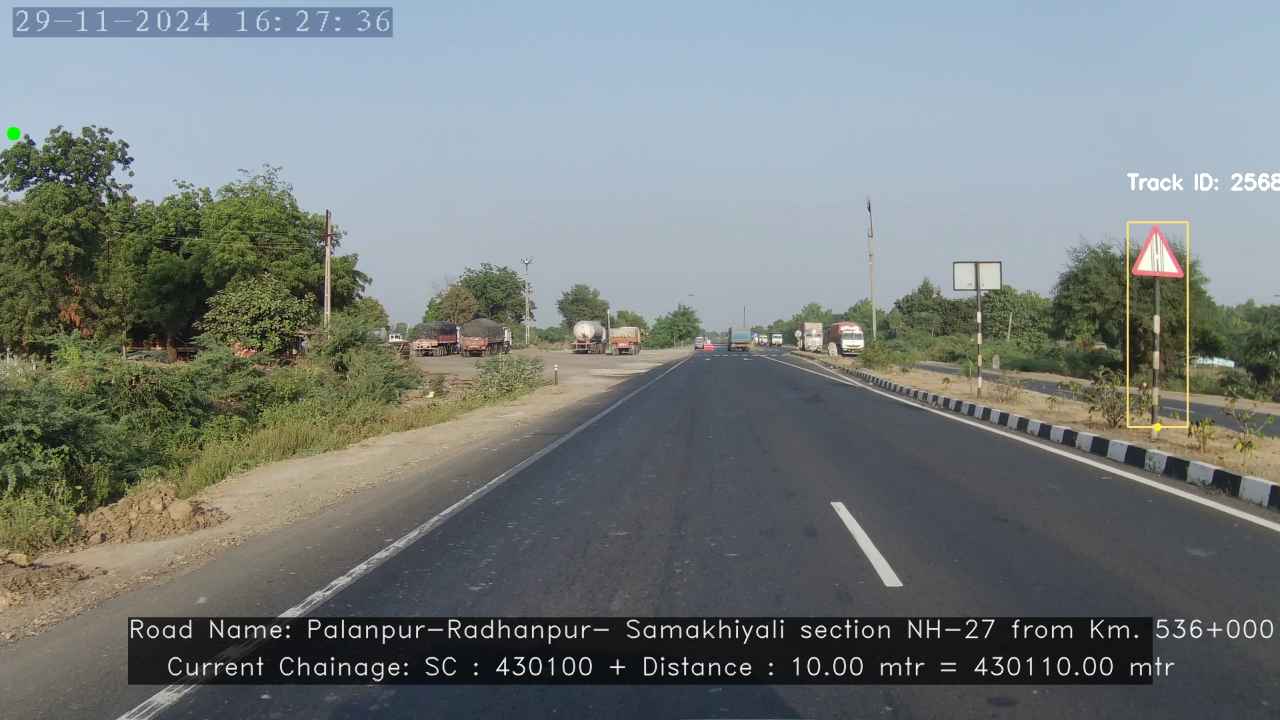 29-11-2024 16:27:36
Track ID: 2568
Road Name: Palanpur-Radhanpur- Samakhiyali section NH-27 from Km. 536+000
Current Chainage: SC : 430100 + Distance : 10.00 mtr = 430110.00 mtr